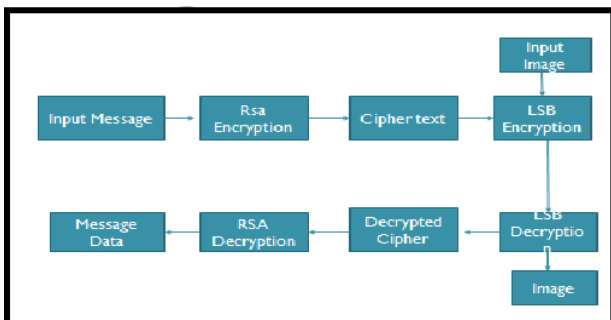 Input
Image
Input Message
Rsa
Encryption
Cipher text
LSB
Encryption
Message
Data
RSA
Decryption
Decrypted
Cipher
LSB
Decryptio
n
Image